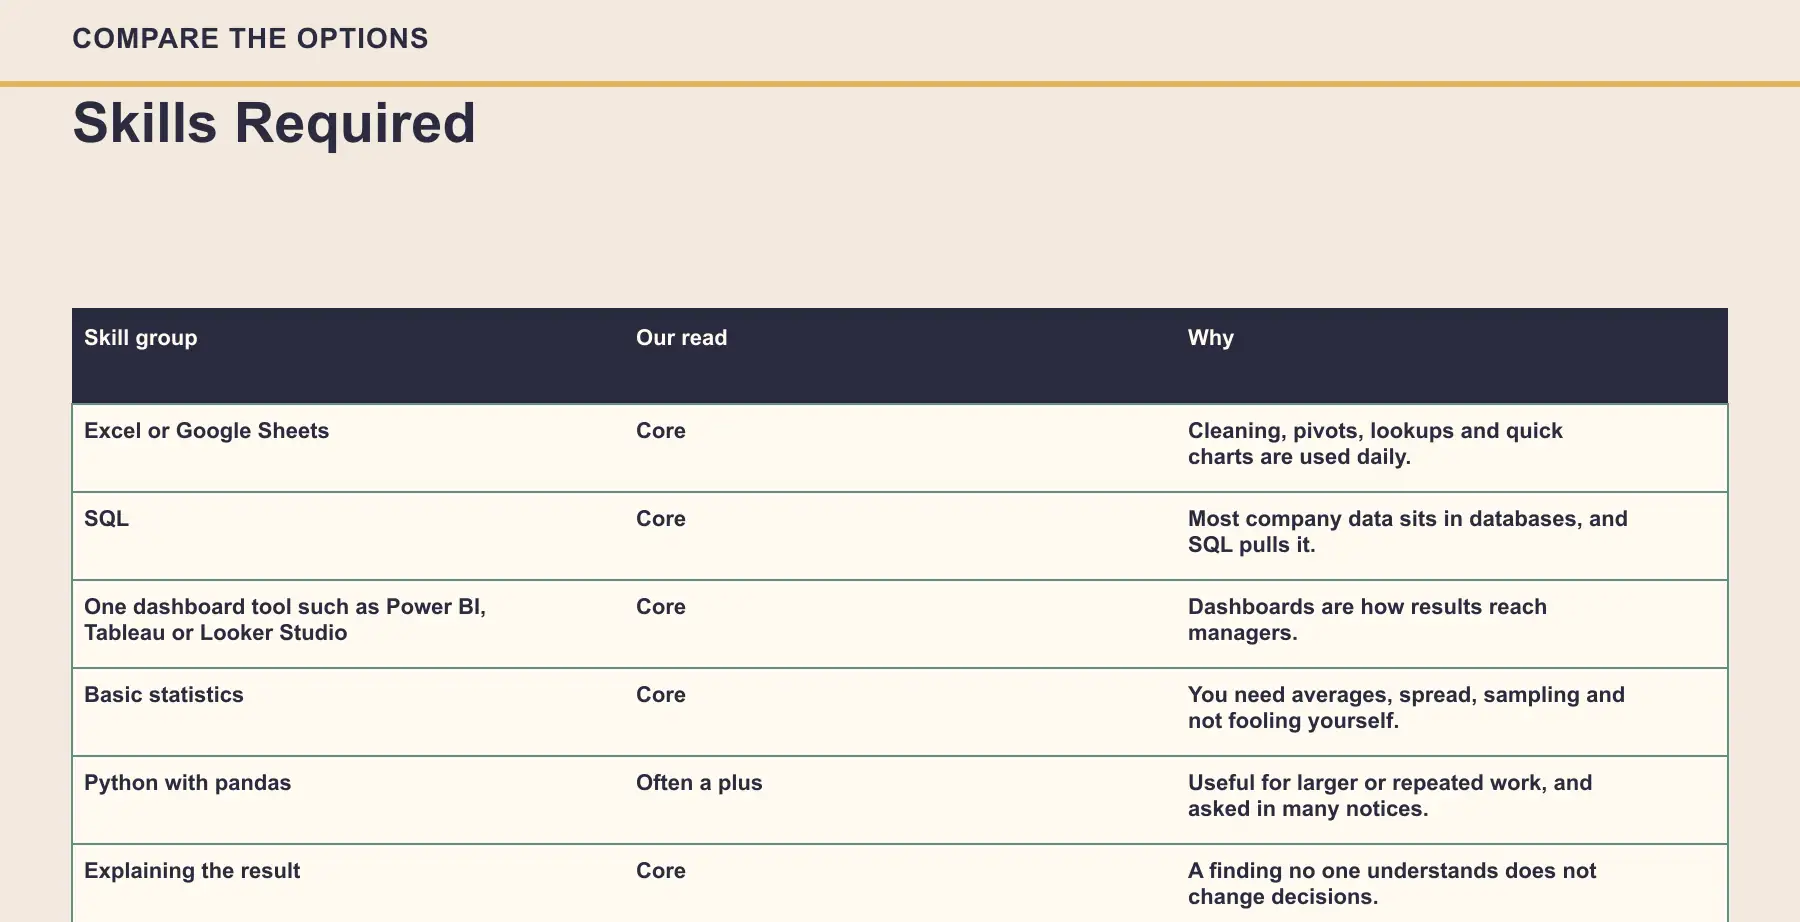 COMPARE THE OPTIONS
Skills Required
Skill group
Our read
Why
Excel or Google Sheets
Core
Cleaning, pivots, lookups and quick
charts are used daily.
SQL
Core
Most company data sits in databases, and
SQL pulls it.
One dashboard tool such as Power BI,
Tableau or Looker Studio
Core
Dashboards are how results reach
managers.
Basic statistics
Core
You need averages, spread, sampling and
not fooling yourself.
Python with pandas
Often a plus
Useful for larger or repeated work, and
asked in many notices.
Explaining the result
Core
A finding no one understands does not
change decisions.